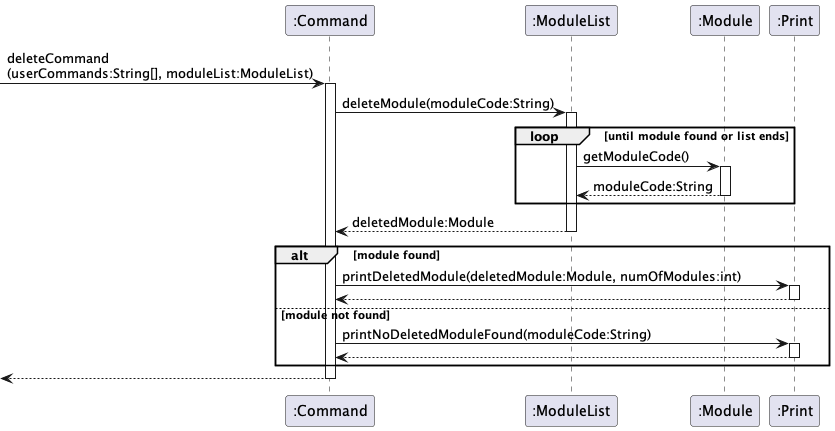 :Command
:ModuleList
:Module
:Print
deleteCommand
(userCommands:String[], moduleList:ModuleList)
deleteModule(moduleCode:String)
loop
[until module found or list ends]
getModuleCode()
moduleCode:String
deletedModule:Module
alt
[module found]
printDeletedModule(deletedModule:Module, numOfModules:int)
[module not found]
printNoDeletedModuleFound(moduleCode:String)
:Command
:ModuleList
:Module
:Print